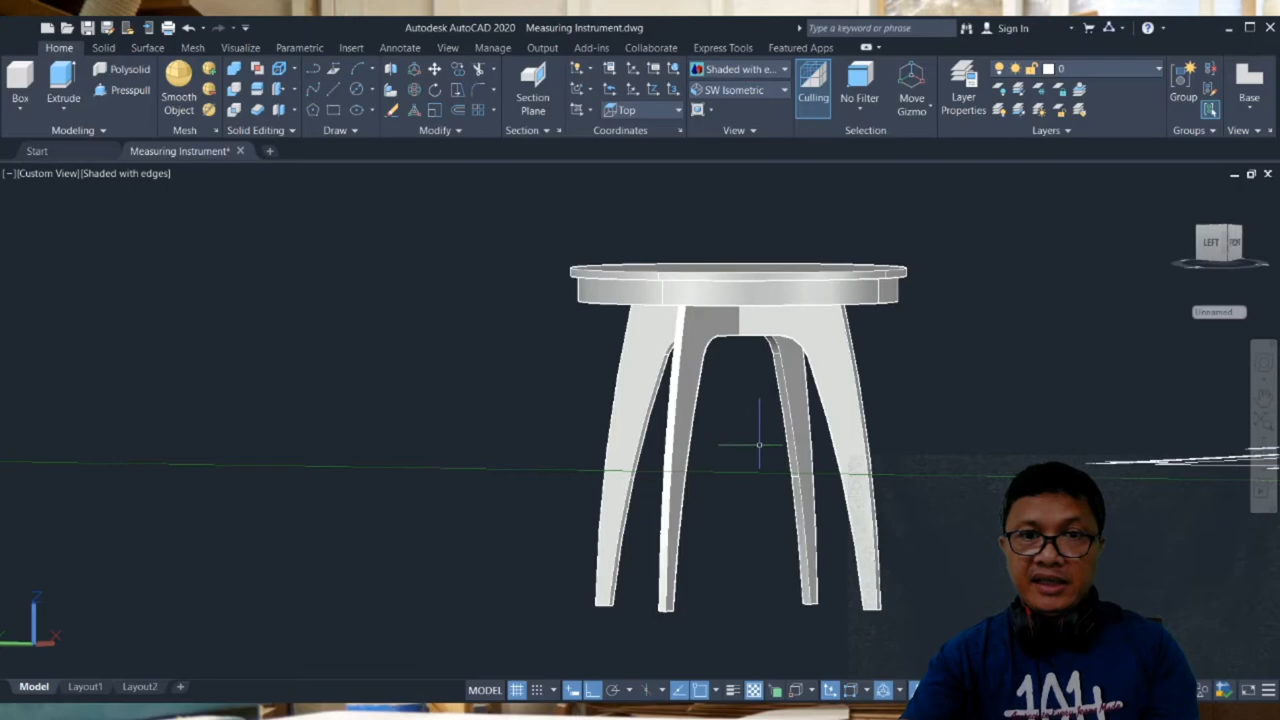 Autodesk AutoCAD 2020 Measuring Instrument.dwg
Type a keyword or phrase
Sign In
Home Solid Surface Mesh Visualize Parametric Insert Annotate View Manage Output Add-ins Collaborate Express Tools Featured Apps
Box
Extrude
Polysolid
Presspull
Smooth
Object
Section
Plane
Top
Shaded with e...
SW Isometric
Culling
No Filter
Move
Gizmo
Layer
Properties
0
Group
Base
Modeling
Mesh
Solid Editing
Draw
Modify
Section
Coordinates
View
Selection
Layers
Groups
View
Start
Measuring Instrument*
[−][Custom View][Shaded with edges]
LEFT
TOP
Unnamed
Z
X
Y
Model
Layout1
Layout2
MODEL
101+